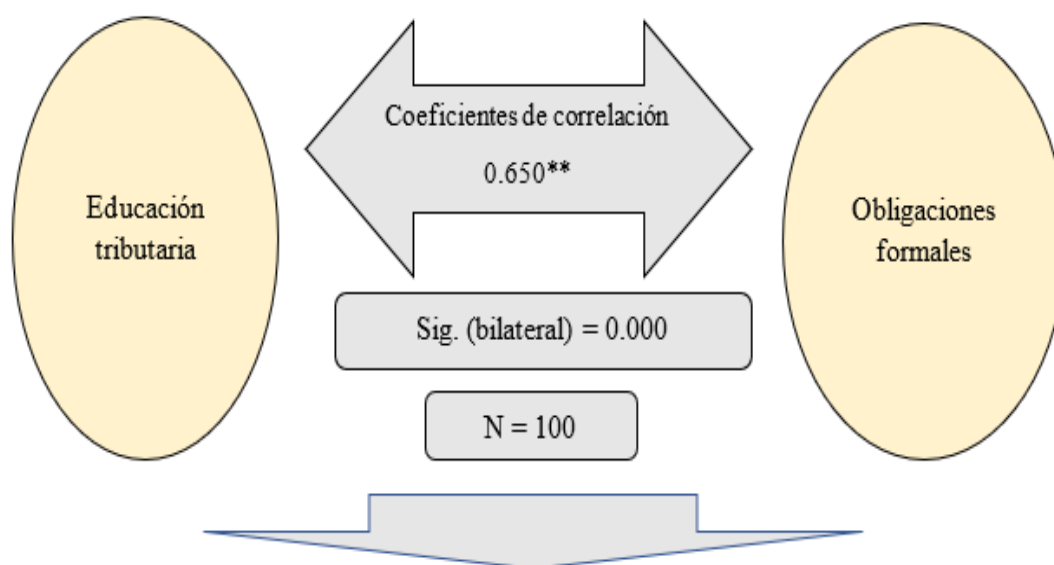 Educación
tributaria
Coeficientes de correlación
0.650**
Obligaciones
formales
Sig. (bilateral) = 0.000
N = 100